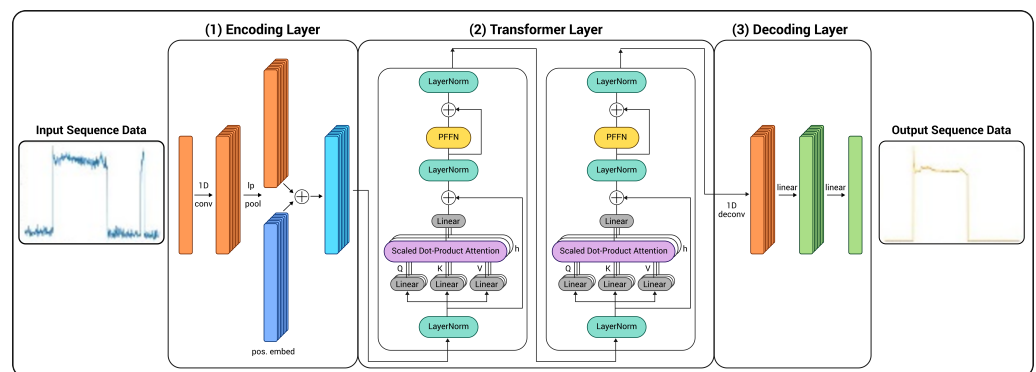 (1) Encoding Layer
(2) Transformer Layer
(3) Decoding Layer
Input Sequence Data
1D
conv
lp
pool
pos. embed
LayerNorm
PFFN
LayerNorm
Linear
Scaled Dot-Product Attention
h
Q
K
V
Linear
Linear
Linear
LayerNorm
LayerNorm
PFFN
LayerNorm
Linear
Scaled Dot-Product Attention
h
Q
K
V
Linear
Linear
Linear
LayerNorm
1D
deconv
linear
linear
Output Sequence Data